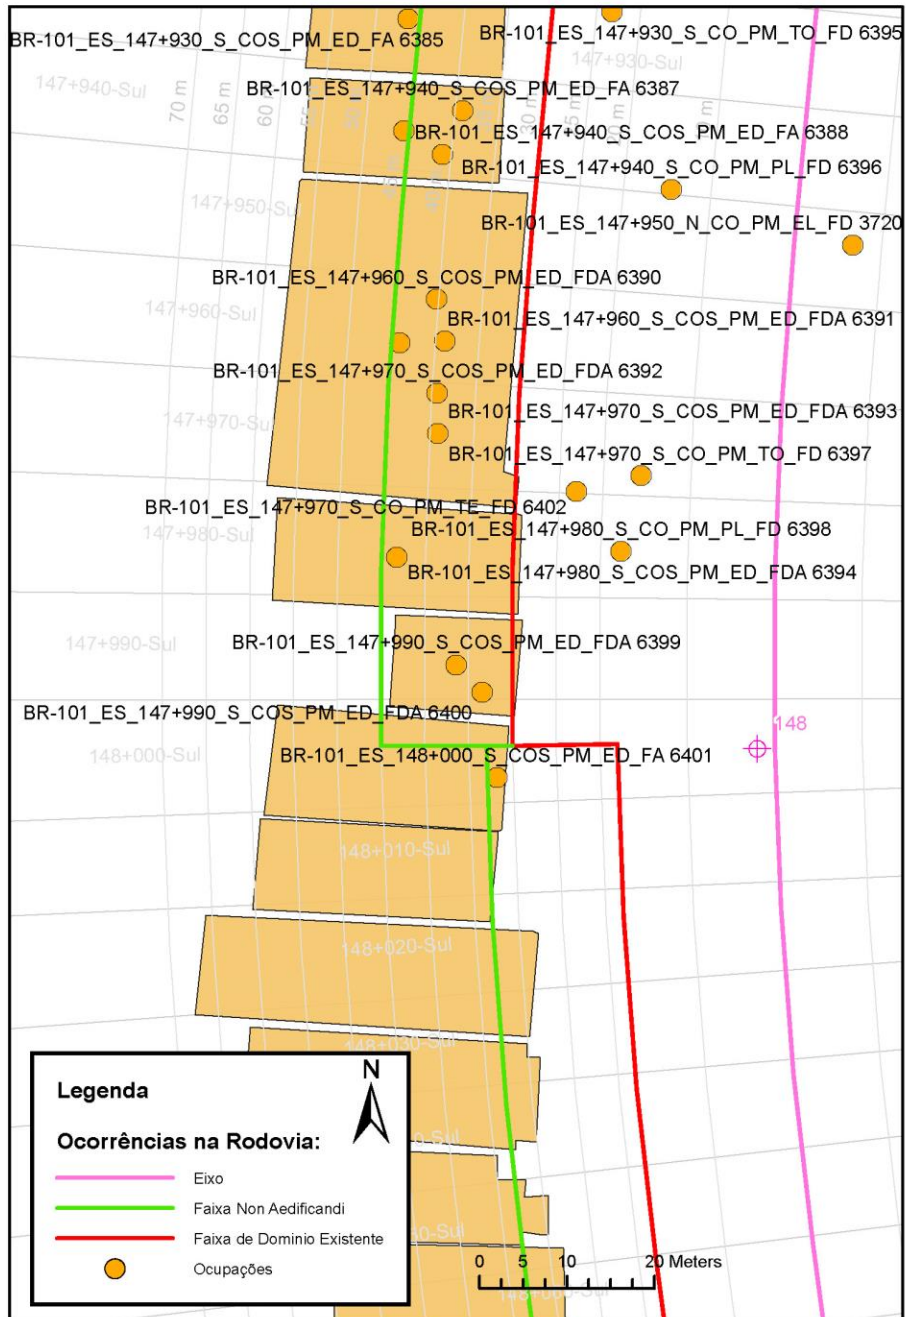 BR-101_ES_147+930_S_COS_PM_ED_FA 6385
BR-101_ES_147+930_S_CO_PM_TO_FD 6395
147+930-Sul
147+940-Sul
70 m
65 m
60 m
BR-101_ES_147+940_S_COS_PM_ED_FA 6387
30 m
BR-101_ES_147+940_S_COS_PM_ED_FA 6388
BR-101_ES_147+940_S_CO_PM_PL_FD 6396
BR-101_ES_147+950_N_CO_PM_EL_FD 3720
BR-101_ES_147+960_S_COS_PM_ED_FDA 6390
147+960-Sul
BR-101_ES_147+960_S_COS_PM_ED_FDA 6391
BR-101_ES_147+970_S_COS_PM_ED_FDA 6392
BR-101_ES_147+970_S_COS_PM_ED_FDA 6393
BR-101_ES_147+970_S_CO_PM_TO_FD 6397
BR-101_ES_147+970_S_CO_PM_TE_FD 6402
147+980-Sul
BR-101_ES_147+980_S_CO_PM_PL_FD 6398
BR-101_ES_147+980_S_COS_PM_ED_FDA 6394
147+990-Sul
BR-101_ES_147+990_S_COS_PM_ED_FDA 6399
BR-101_ES_147+990_S_COS_PM_ED_FDA 6400
148
148+000-Sul
BR-101_ES_148+000_S_COS_PM_ED_FA 6401
148+010-Sul
148+020-Sul
148+030-Sul
N
Legenda
Ocorrências na Rodovia:
Eixo
Faixa Non Aedificandi
Faixa de Dominio Existente
Ocupações
0 5 10 20 Meters